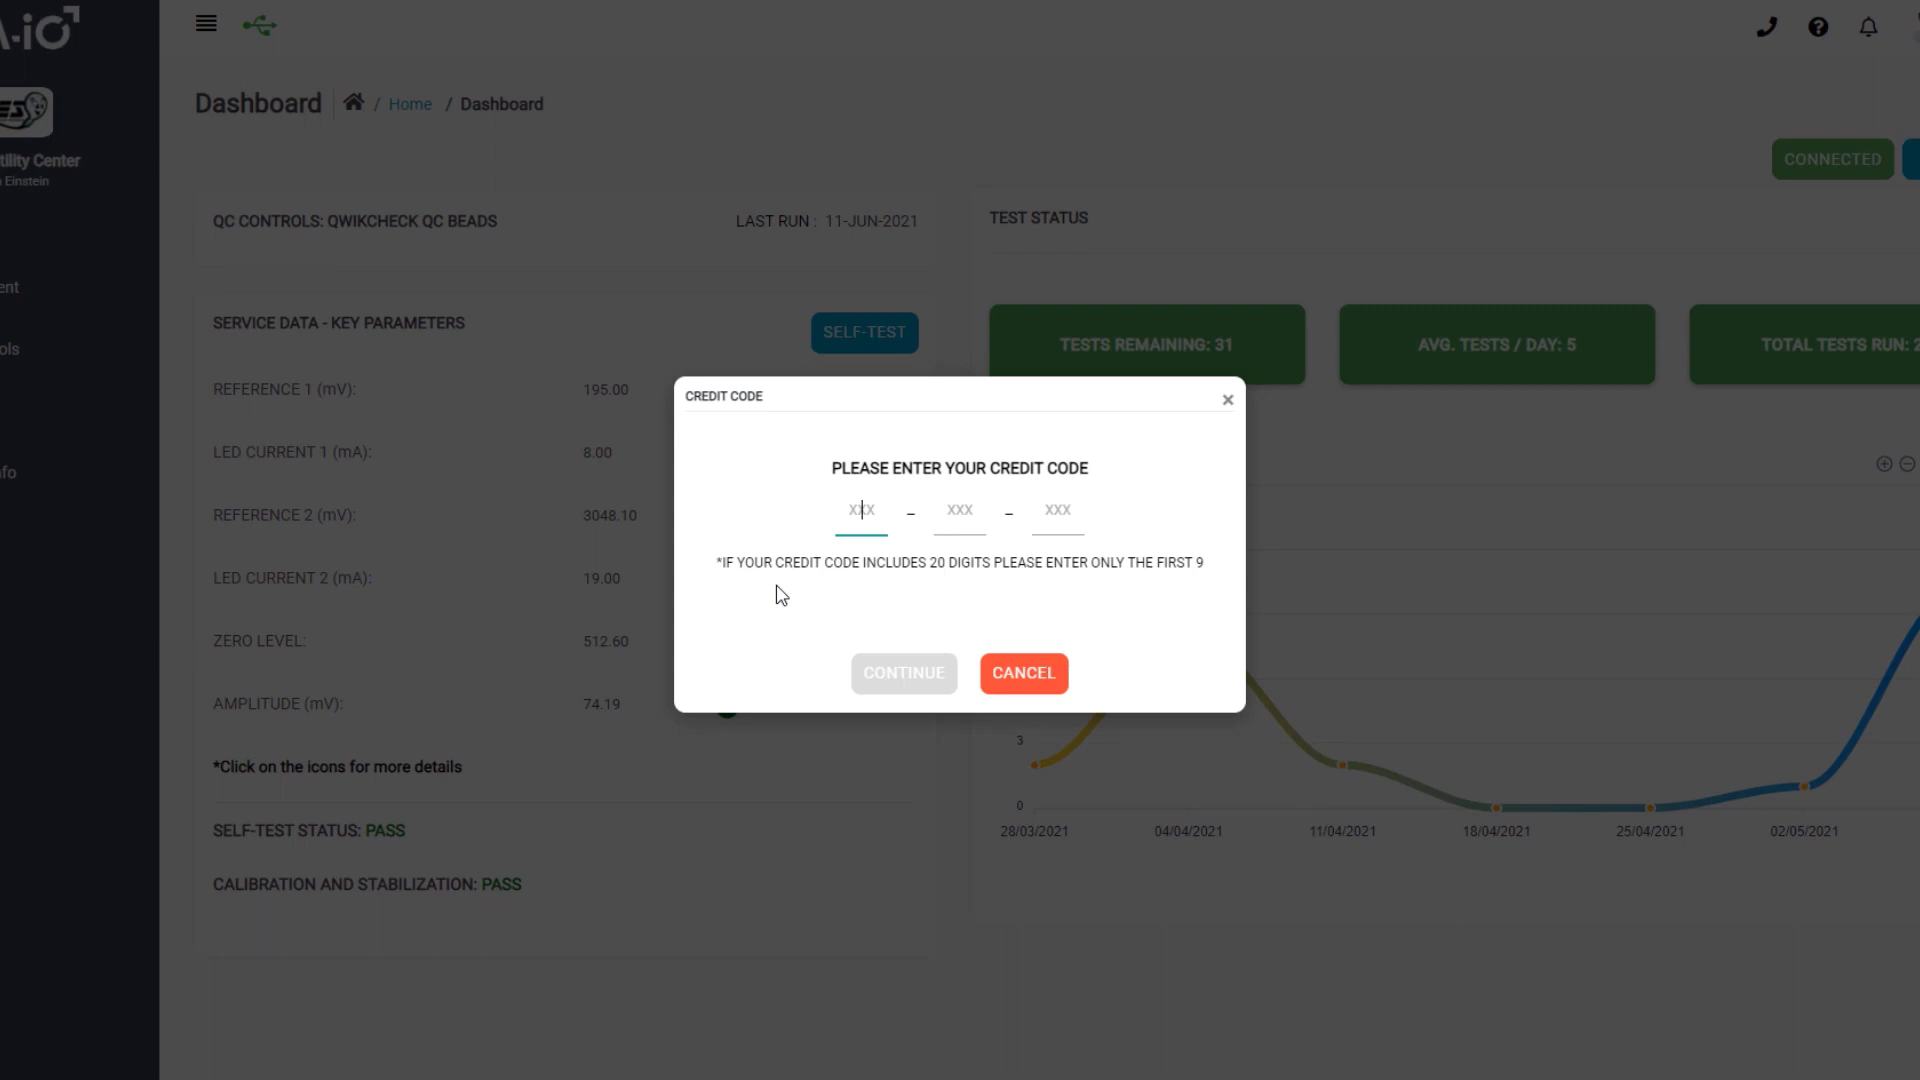 iO
ES
tility Center
Einstein
ent
ols
nfo
Dashboard / Home / Dashboard
CONNECTED
QC CONTROLS: QWIKCHECK QC BEADS LAST RUN : 11-JUN-2021
TEST STATUS
SERVICE DATA - KEY PARAMETERS SELF-TEST
TESTS REMAINING: 31 AVG. TESTS / DAY: 5 TOTAL TESTS RUN: 2
REFERENCE 1 (mV): 195.00
LED CURRENT 1 (mA): 8.00
REFERENCE 2 (mV): 3048.10
LED CURRENT 2 (mA): 19.00
ZERO LEVEL: 512.60
AMPLITUDE (mV): 74.19
*Click on the icons for more details
SELF-TEST STATUS: PASS
CALIBRATION AND STABILIZATION: PASS
CREDIT CODE ×
PLEASE ENTER YOUR CREDIT CODE
XXX – XXX – XXX
*IF YOUR CREDIT CODE INCLUDES 20 DIGITS PLEASE ENTER ONLY THE FIRST 9
CONTINUE CANCEL
3
0
28/03/2021 04/04/2021 11/04/2021 18/04/2021 25/04/2021 02/05/2021